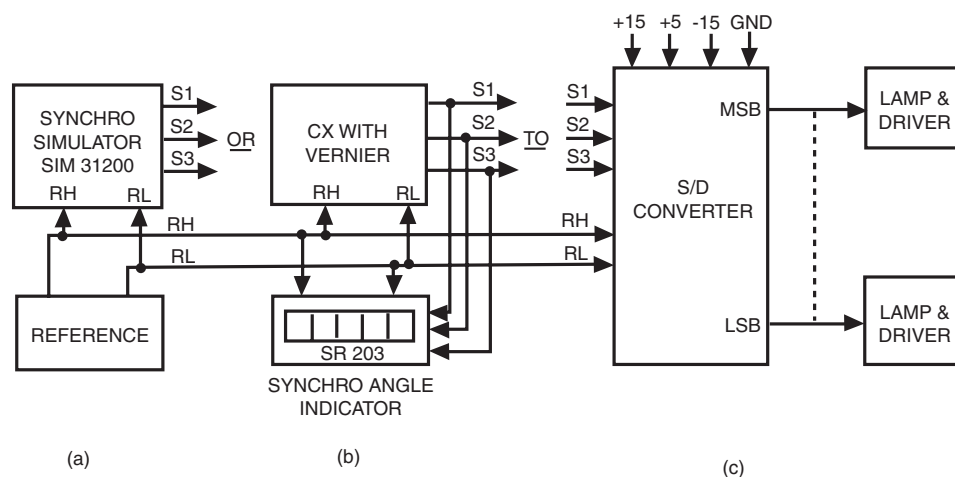 +15 +5 -15 GND
S1
S2
S3
SYNCHRO
SIMULATOR
SIM 31200
RH RL
OR
CX WITH
VERNIER
RH RL
S1
S2
S3
TO
S1
S2
S3
MSB
S/D
CONVERTER
LSB
LAMP &
DRIVER
LAMP &
DRIVER
RH
RL
RH
RL
REFERENCE
SR 203
SYNCHRO ANGLE
INDICATOR
(a)
(b)
(c)